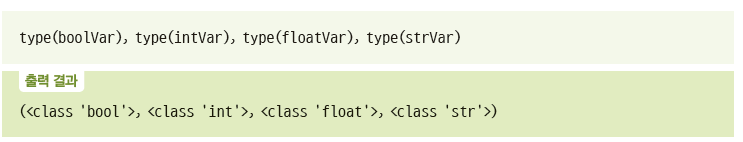 type(boolVar), type(intVar), type(floatVar), type(strVar)
출력 결과
(<class 'bool'>, <class 'int'>, <class 'float'>, <class 'str'>)